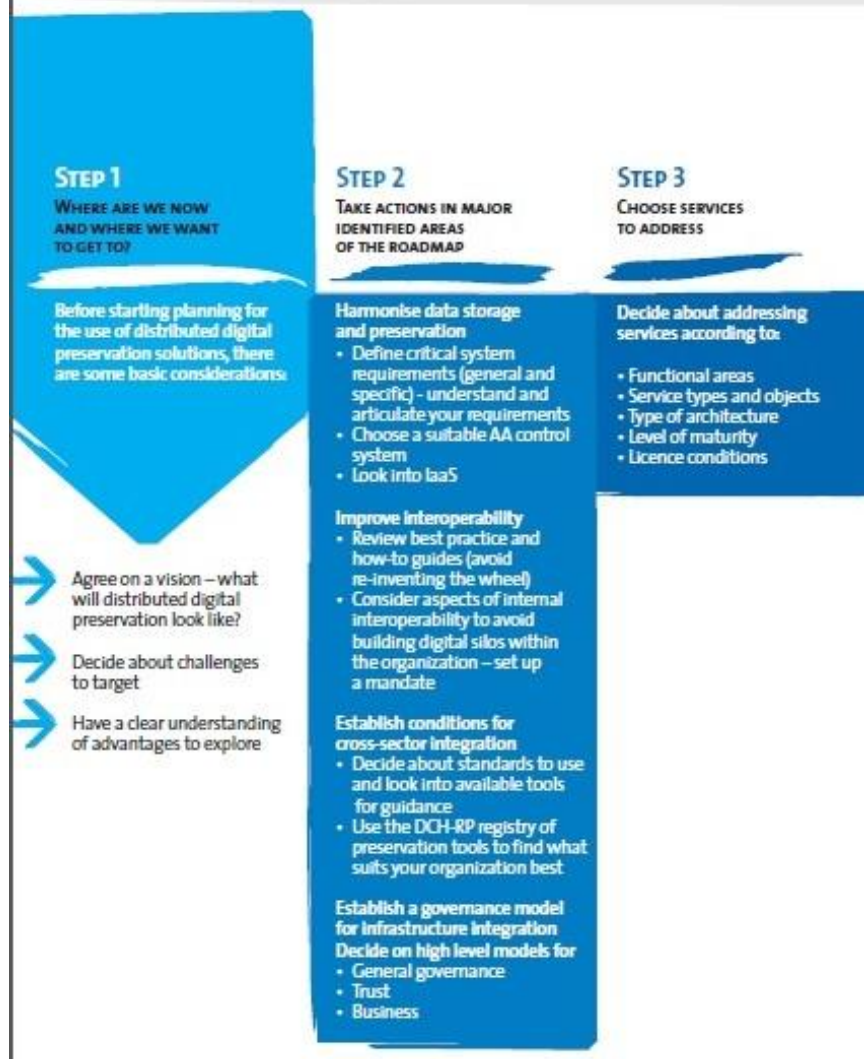 STEP 1
WHERE ARE WE NOW
AND WHERE WE WANT
TO GET TO?
Before starting planning for
the use of distributed digital
preservation solutions, there
are some basic considerations:
Agree on a vision – what
will distributed digital
preservation look like?
Decide about challenges
to target
Have a clear understanding
of advantages to explore
STEP 2
TAKE ACTIONS IN MAJOR
IDENTIFIED AREAS
OF THE ROADMAP
Harmonise data storage
and preservation
• Define critical system
requirements (general and
specific) - understand and
articulate your requirements
• Choose a suitable AA control
system
• Look into IaaS
Improve interoperability
• Review best practice and
how-to guides (avoid
re-inventing the wheel)
• Consider aspects of internal
interoperability to avoid
building digital silos within
the organization – set up
a mandate
Establish conditions for
cross-sector integration
• Decide about standards to use
and look into available tools
for guidance
• Use the DCH-RP registry of
preservation tools to find what
suits your organization best
Establish a governance model
for infrastructure integration
Decide on high level models for
• General governance
• Trust
• Business
STEP 3
CHOOSE SERVICES
TO ADDRESS
Decide about addressing
services according to:
• Functional areas
• Service types and objects
• Type of architecture
• Level of maturity
• Licence conditions